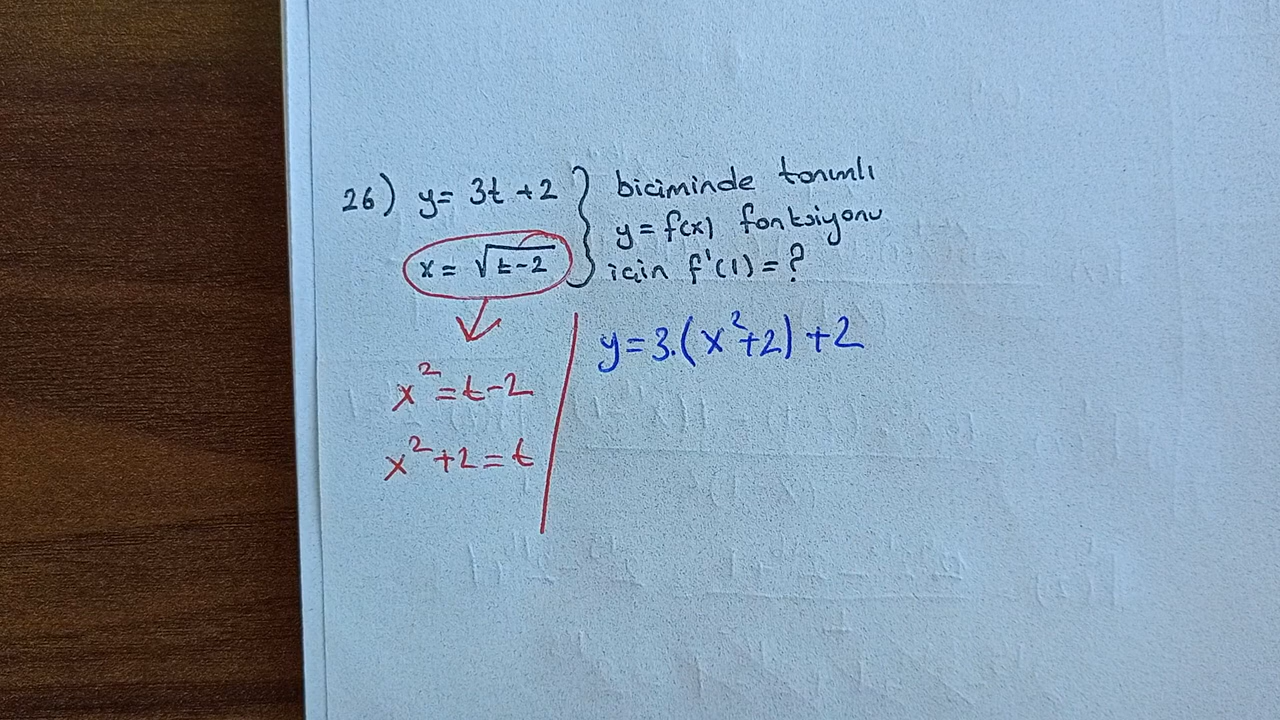 26) y = 3t + 2 } biçiminde tanımlı
x = √t-2 y = f(x) fonksiyonu
için f'(1) = ?
x² = t-2
x² + 2 = t
y = 3.(x²+2) + 2